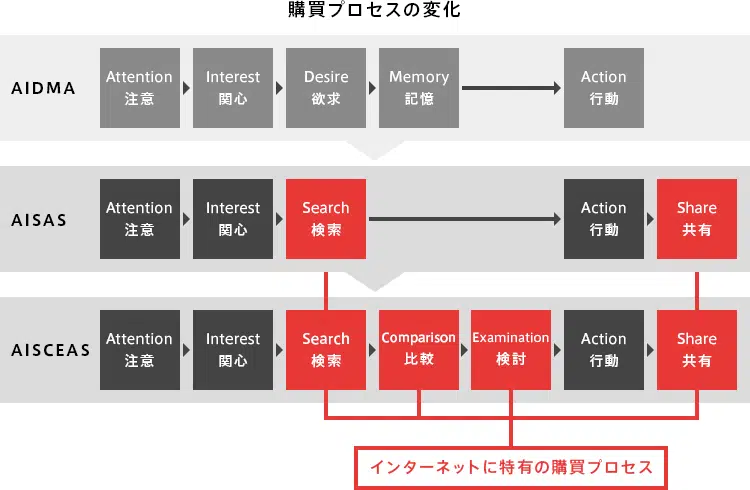 購買プロセスの変化
AIDMA
Attention
注意
Interest
関心
Desire
欲求
Memory
記憶
Action
行動
AISAS
Attention
注意
Interest
関心
Search
検索
Action
行動
Share
共有
AISCEAS
Attention
注意
Interest
関心
Search
検索
Comparison
比較
Examination
検討
Action
行動
Share
共有
インターネットに特有の購買プロセス